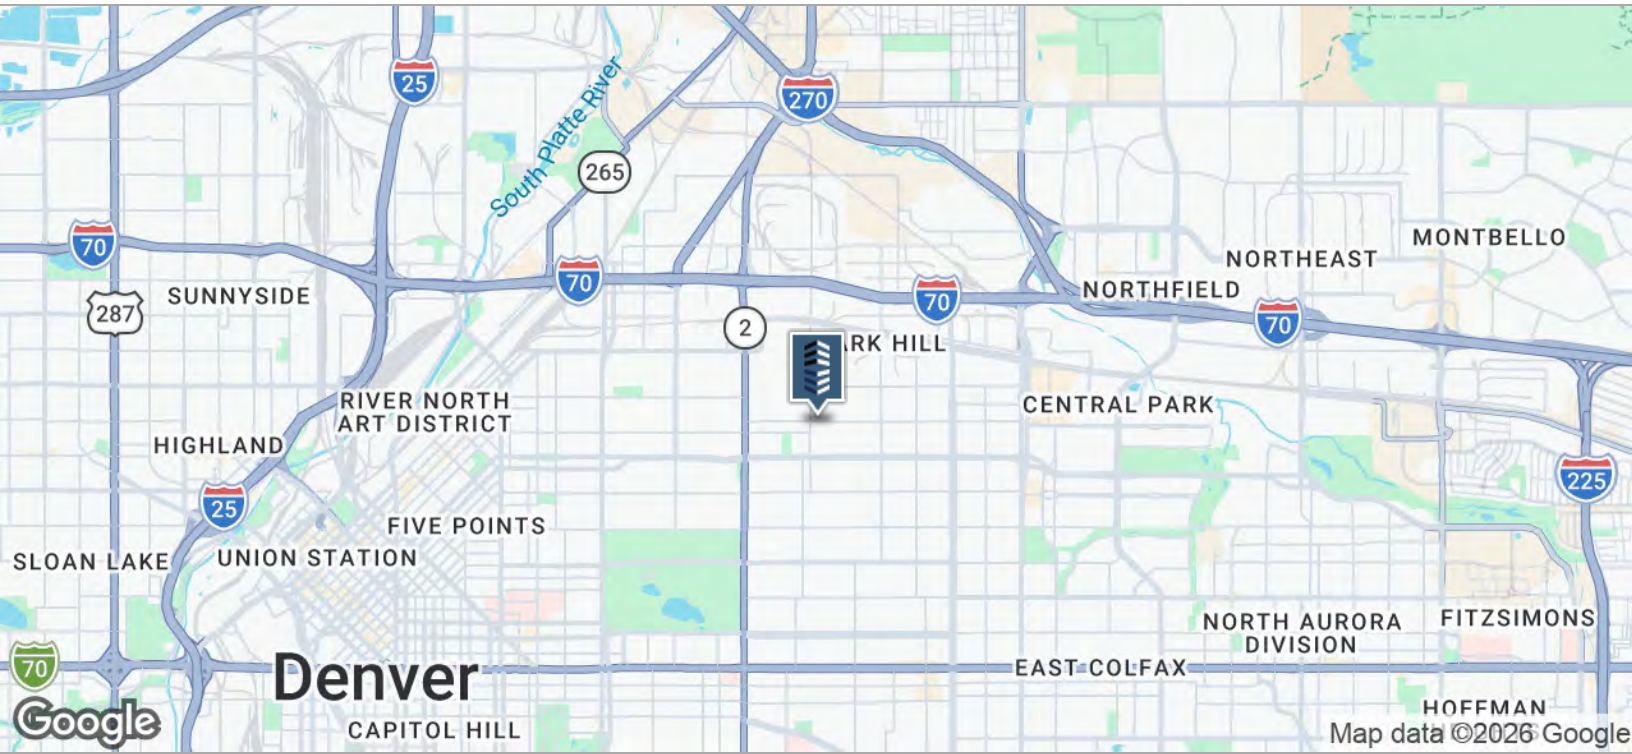 25
270
South Platte River
265
70
MONTBELLO
NORTHEAST
70
70
NORTHFIELD
SUNNYSIDE
287
70
2
ARK HILL
RIVER NORTH
ART DISTRICT
CENTRAL PARK
HIGHLAND
225
25
FIVE POINTS
UNION STATION
SLOAN LAKE
NORTH AURORA
DIVISION
FITZSIMONS
70
Denver
EAST COLFAX
Google
CAPITOL HILL
HOFFMAN
Map data ©2026 Google